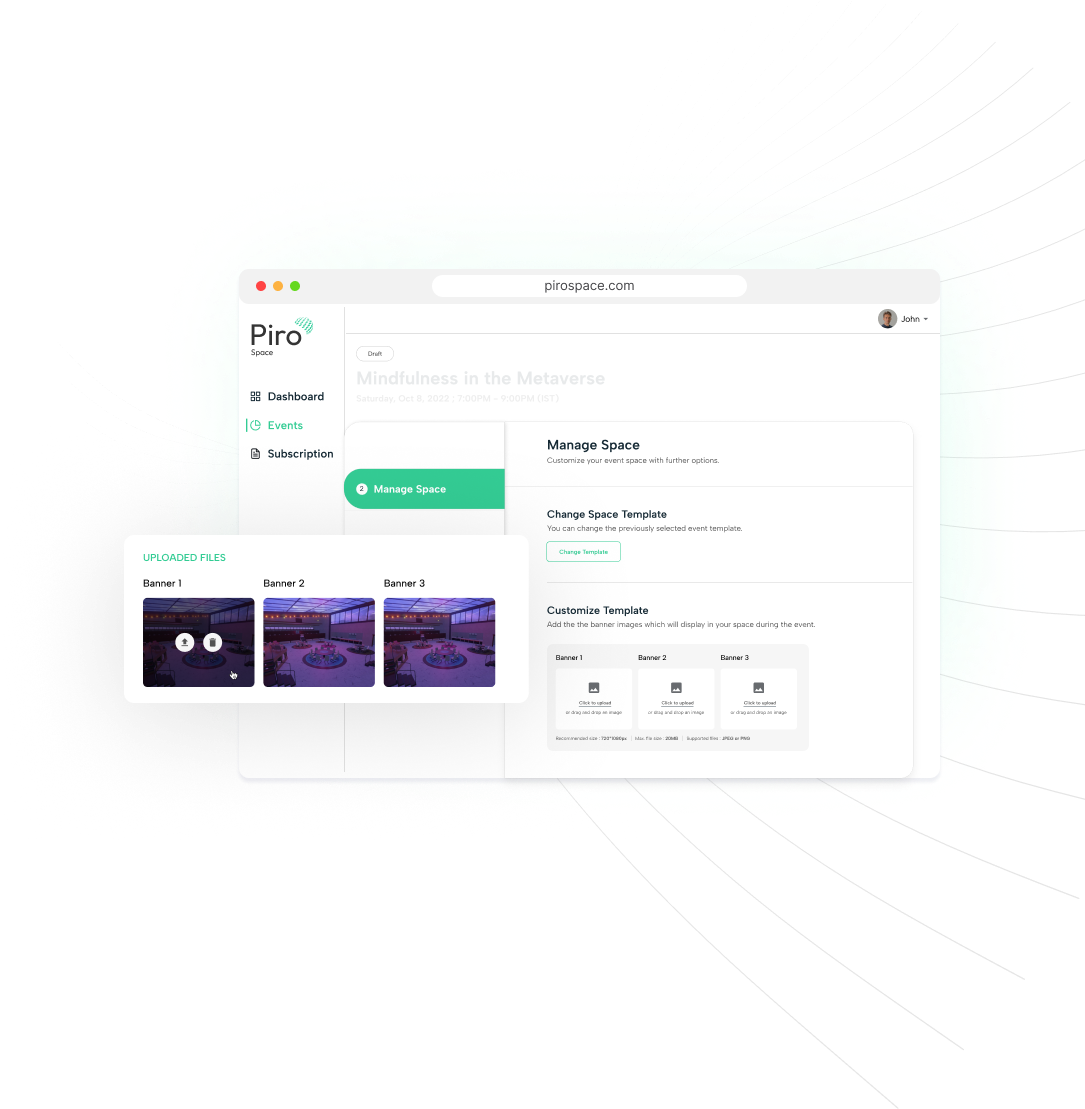 pirospace.com
Piro
Space
John
Draft
Mindfulness in the Metaverse
Saturday, Oct 9, 2022 : 7:00PM - 9:00PM (IST)
Dashboard
Events
Subscription
2 Manage Space
Manage Space
Customize your event space with further options.
Change Space Template
You can change the previously selected event template.
Change Template
Customize Template
Add the the banner images which will display in your space during the event.
Banner 1 Banner 2 Banner 3
Click to upload Click to upload Click to upload
or drag and drop an image or drag and drop an image or drag and drop an image
Recommended size : 720*1080px | Max. file size : 20MB | Supported files : JPEG or PNG
UPLOADED FILES
Banner 1 Banner 2 Banner 3